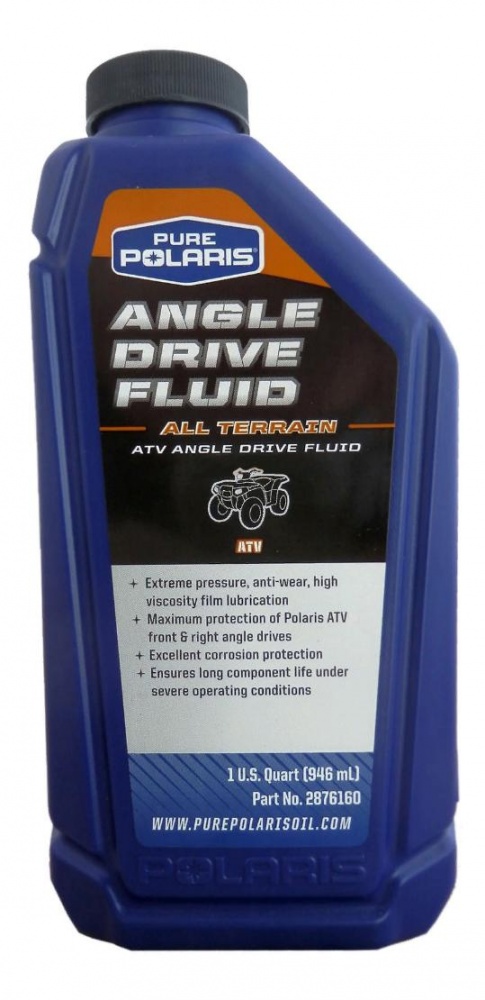 PURE
POLARIS®
ANGLE
DRIVE
FLUID
ALL TERRAIN
ATV ANGLE DRIVE FLUID
ATV
+ Extreme pressure, anti-wear, high
viscosity film lubrication
+ Maximum protection of Polaris ATV
front & right angle drives
+ Excellent corrosion protection
+ Ensures long component life under
severe operating conditions
1 U.S. Quart (946 mL)
Part No. 2876160
WWW.PUREPOLARISOIL.COM
POLARIS